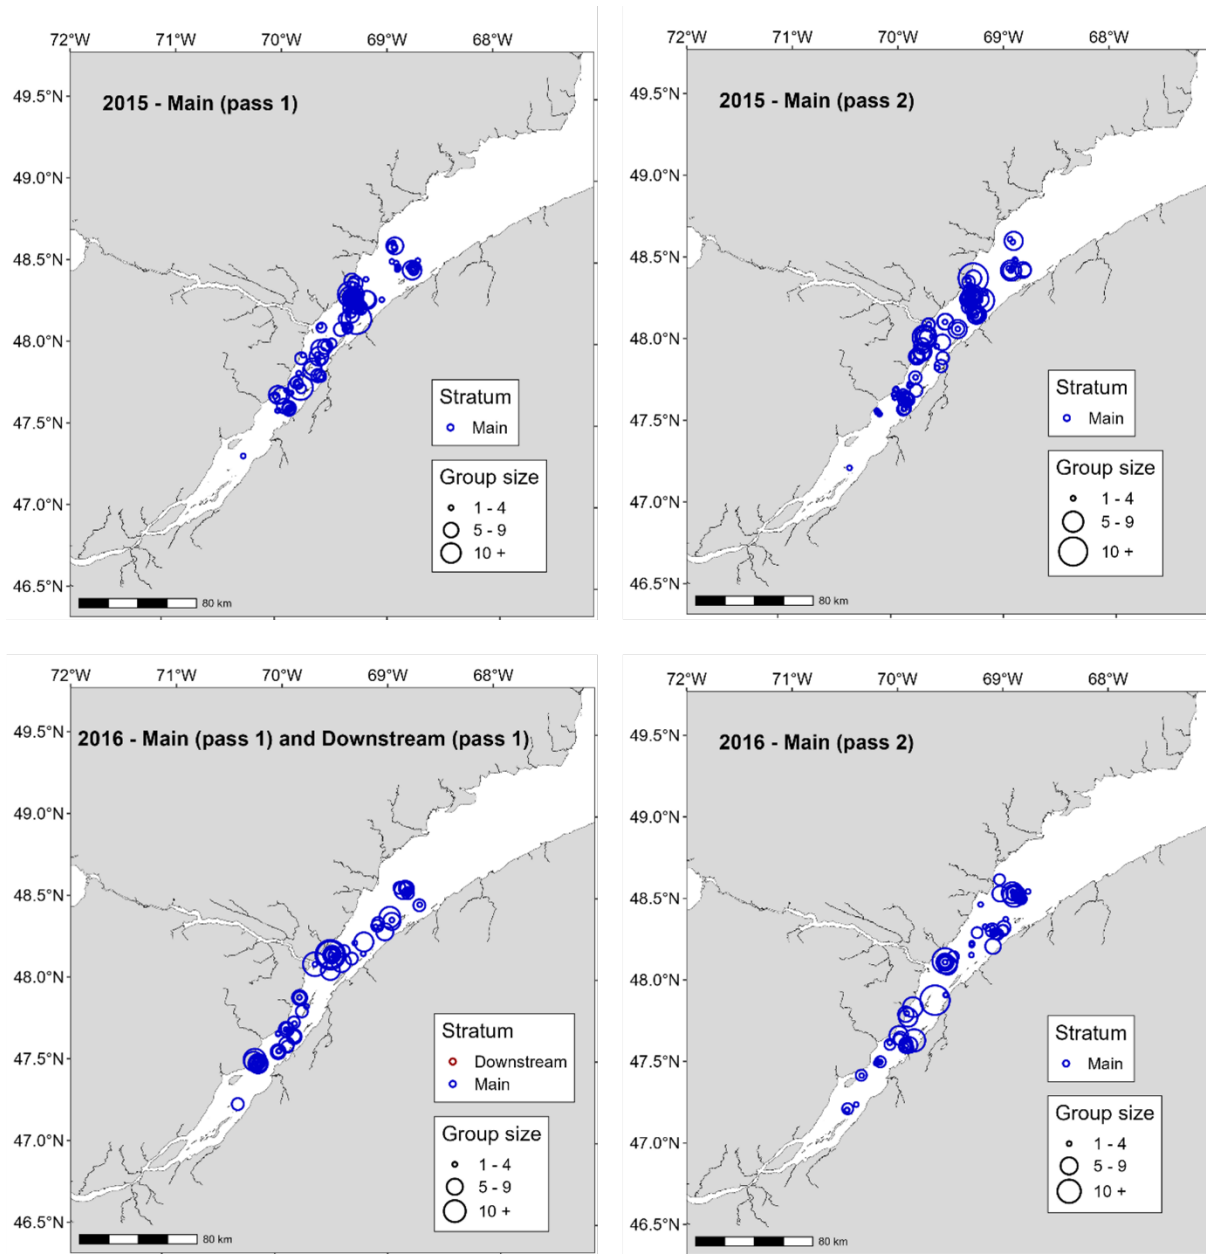 72°W 71°W 70°W 69°W 68°W
49.5°N
49.0°N
48.5°N
48.0°N
47.5°N
47.0°N
46.5°N
2015 - Main (pass 1)
Stratum
Main
Group size
1 - 4
5 - 9
10 +
80 km
72°W 71°W 70°W 69°W 68°W
49.5°N
49.0°N
48.5°N
48.0°N
47.5°N
47.0°N
46.5°N
2015 - Main (pass 2)
Stratum
Main
Group size
1 - 4
5 - 9
10 +
80 km
72°W 71°W 70°W 69°W 68°W
49.5°N
49.0°N
48.5°N
48.0°N
47.5°N
47.0°N
46.5°N
2016 - Main (pass 1) and Downstream (pass 1)
Stratum
Downstream
Main
Group size
1 - 4
5 - 9
10 +
80 km
72°W 71°W 70°W 69°W 68°W
49.5°N
49.0°N
48.5°N
48.0°N
47.5°N
47.0°N
46.5°N
2016 - Main (pass 2)
Stratum
Main
Group size
1 - 4
5 - 9
10 +
80 km